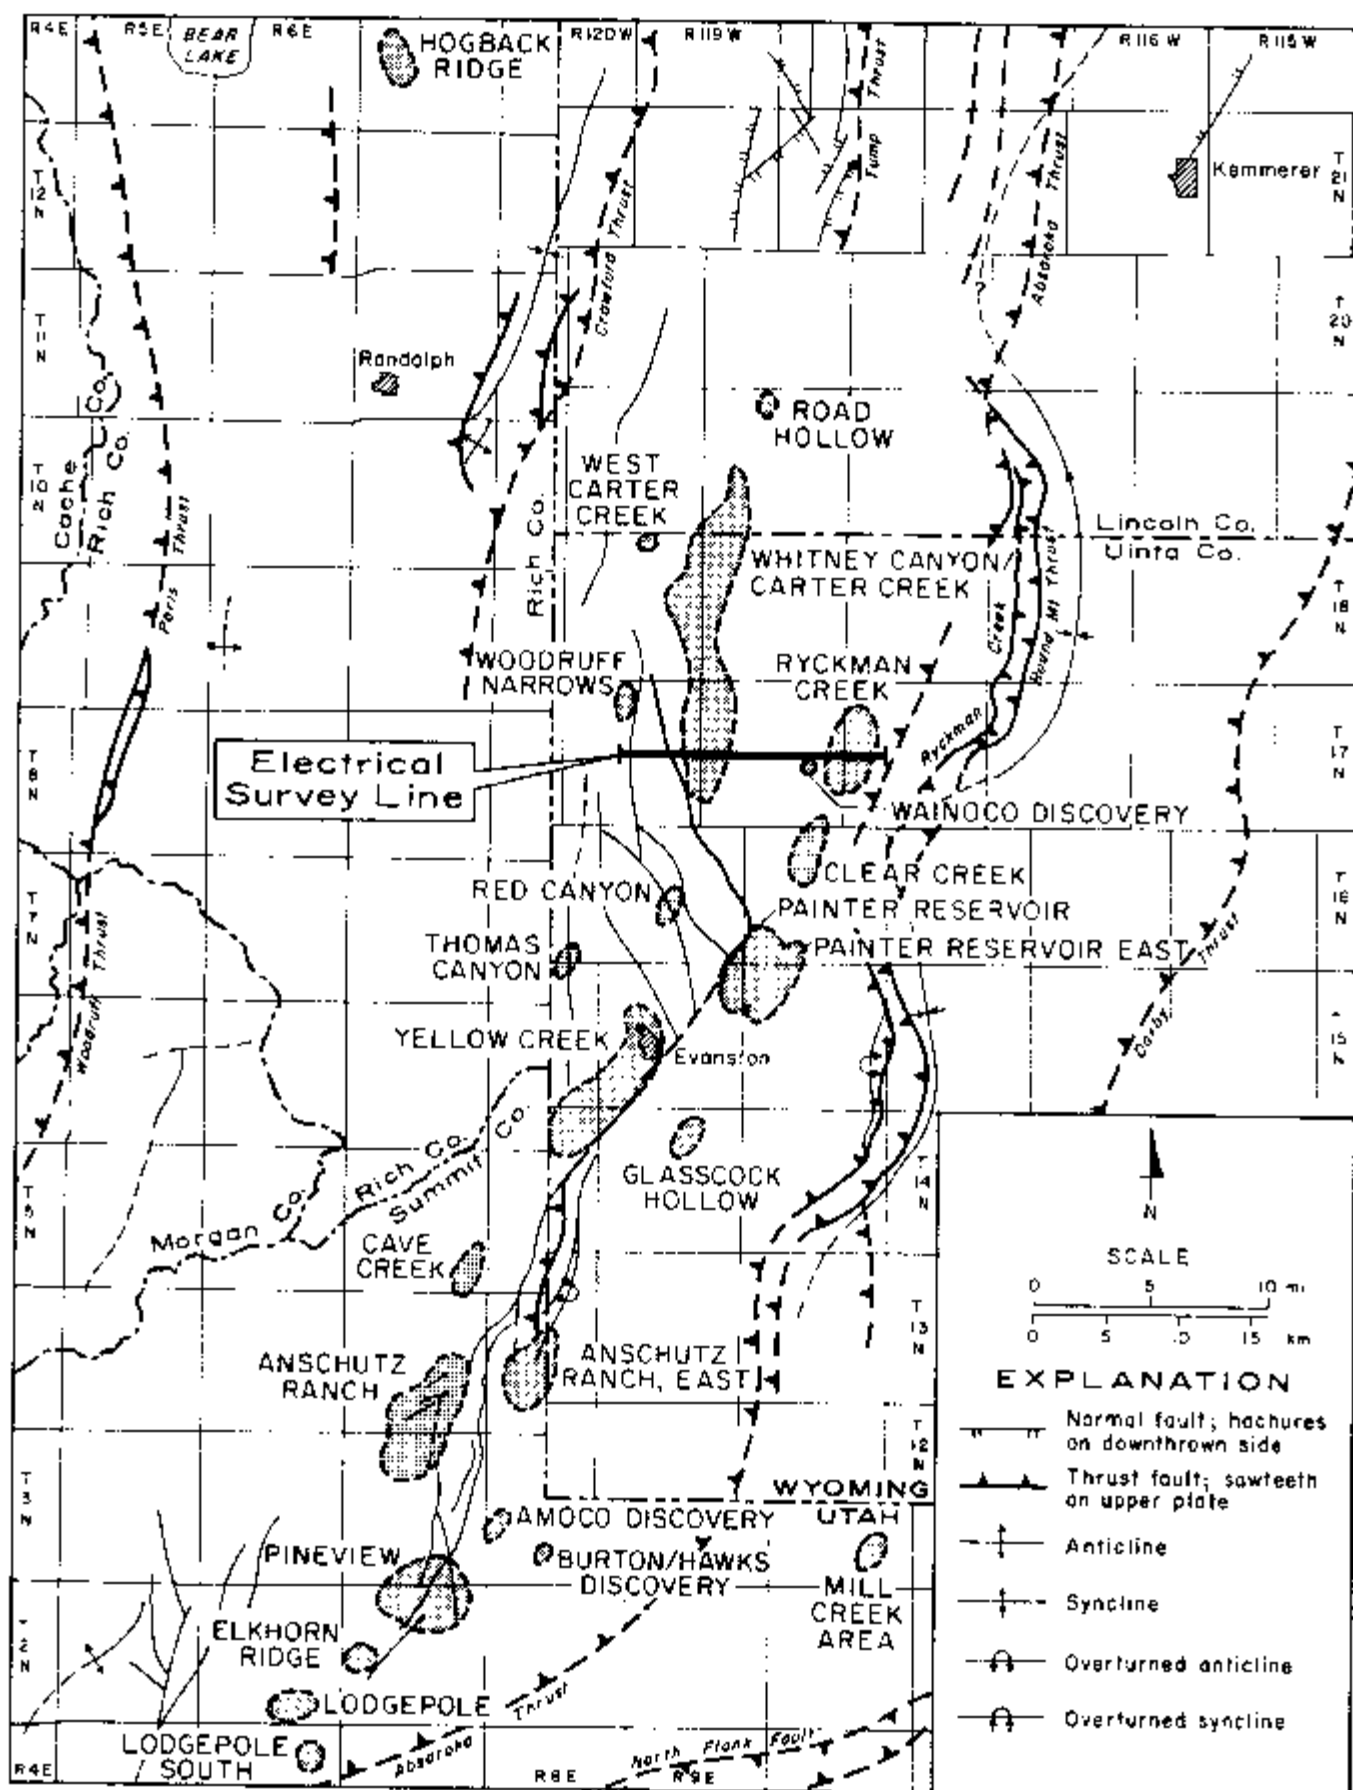 R4E
R5E
BEAR
LAKE
R6E
HOGBACK
RIDGE
R120W
R119W
R116W
R115W
Thrust
Tump
Absaroka Thrust
Kemmerer
T
12
N
T
21
N
Crawford Thrust
T
11
N
T
20
N
Randolph
ROAD
HOLLOW
Cache Co.
Rich Co.
T
10
N
WEST
CARTER
CREEK
Rich Co.
Lincoln Co.
Uinta Co.
WHITNEY CANYON/
CARTER CREEK
Paris Thrust
Creek
Round Mt Thrust
T
18
N
WOODRUFF
NARROWS
RYCKMAN
CREEK
Ryckman
Electrical
Survey Line
T
8
N
T
17
N
WAINOCO DISCOVERY
CLEAR CREEK
RED CANYON
PAINTER RESERVOIR
PAINTER RESERVOIR EAST
T
7
N
T
16
N
THOMAS
CANYON
Woodruff Thrust
Darby Thrust
YELLOW CREEK
Evanston
15
N
GLASSCOCK
HOLLOW
T
14
N
Rich Co.
Summit Co.
Morgan Co.
T
5
N
CAVE
CREEK
N
SCALE
0 5 10 mi
0 5 10 15 km
T
13
N
ANSCHUTZ
RANCH
ANSCHUTZ
RANCH, EAST
EXPLANATION
Normal fault; hachures
on downthrown side
Thrust fault; sawteeth
on upper plate
Anticline
Syncline
Overturned anticline
Overturned syncline
T
12
N
WYOMING
UTAH
T
3
N
AMOCO DISCOVERY
PINEVIEW
BURTON/HAWKS
DISCOVERY
MILL
CREEK
AREA
T
2
N
ELKHORN
RIDGE
LODGEPOLE
LODGEPOLE
SOUTH
Absaroka Thrust
North Flank Fault
R4E
R8E
R9E